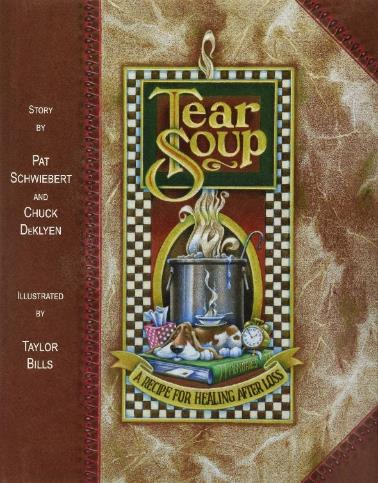 STORY
BY
PAT
SCHWIEBERT
AND
CHUCK
DEKLYEN
ILLUSTRATED
BY
TAYLOR
BILLS
Tear
Soup
A RECIPE FOR HEALING AFTER LOSS